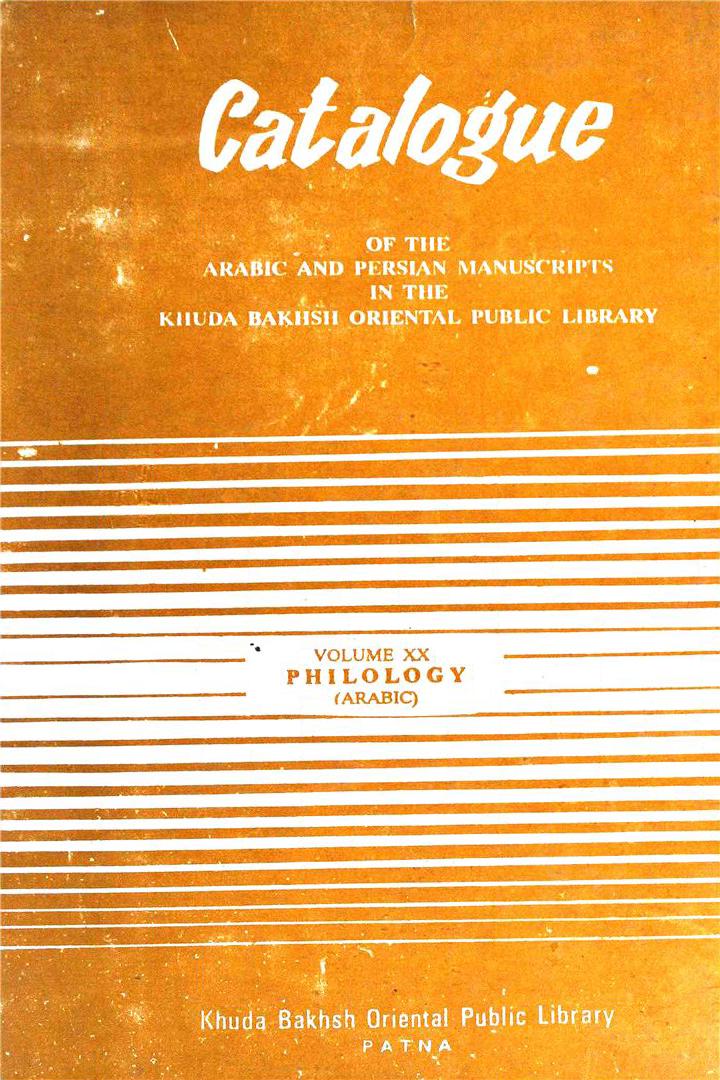 Catalogue
OF THE
ARABIC AND PERSIAN MANUSCRIPTS
IN THE
KHUDA BAKHSH ORIENTAL PUBLIC LIBRARY
VOLUME XX
PHILOLOGY
(ARABIC)
Khuda Bakhsh Oriental Public Library
PATNA